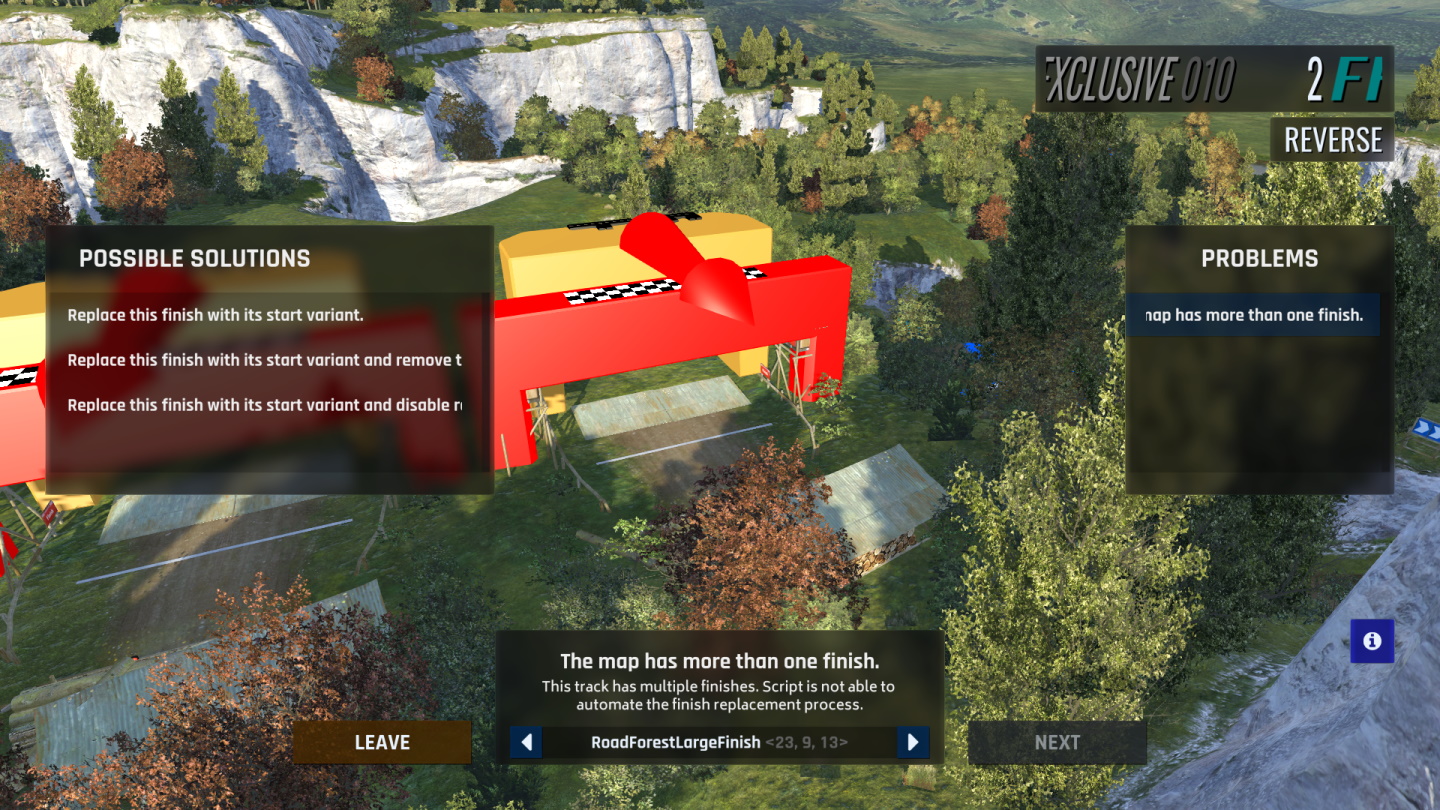 EXCLUSIVE 010
2
REVERSE
POSSIBLE SOLUTIONS
Replace this finish with its start variant.
Replace this finish with its start variant and remove t
Replace this finish with its start variant and disable r
PROBLEMS
map has more than one finish.
The map has more than one finish.
This track has multiple finishes. Script is not able to
automate the finish replacement process.
RoadForestLargeFinish <23, 9, 13>
LEAVE
NEXT